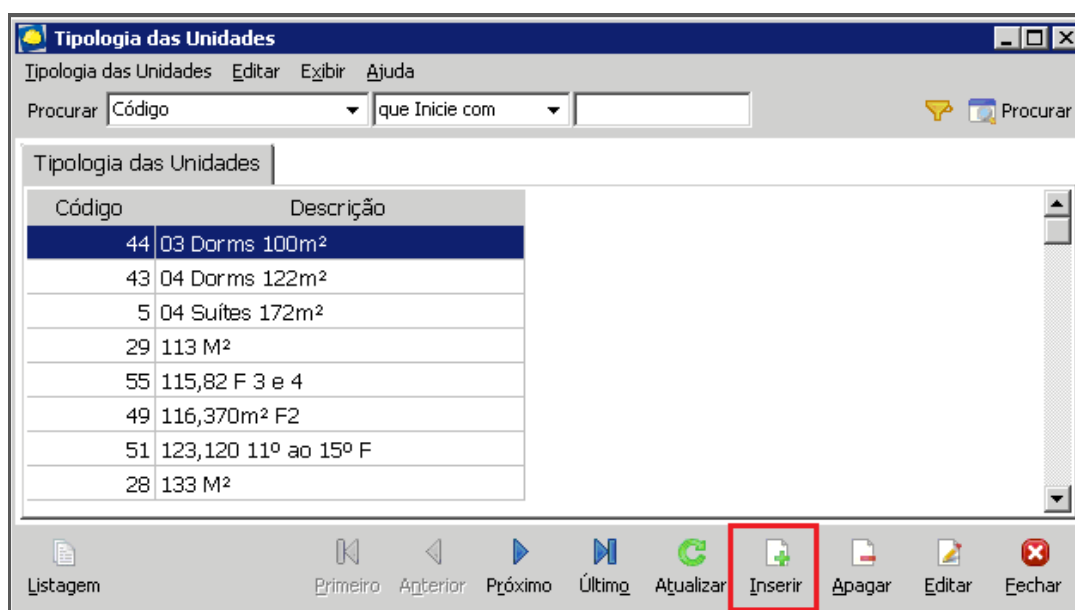 Tipologia das Unidades
Tipologia das Unidades Editar Exibir Ajuda
Procurar Código que Inicie com Procurar
Tipologia das Unidades
Código Descrição
44 03 Dorms 100m²
43 04 Dorms 122m²
5 04 Suítes 172m²
29 113 M²
55 115,82 F 3 e 4
49 116,370m² F2
51 123,120 11º ao 15º F
28 133 M²
Listagem Primeiro Anterior Próximo Último Atualizar Inserir Apagar Editar Fechar